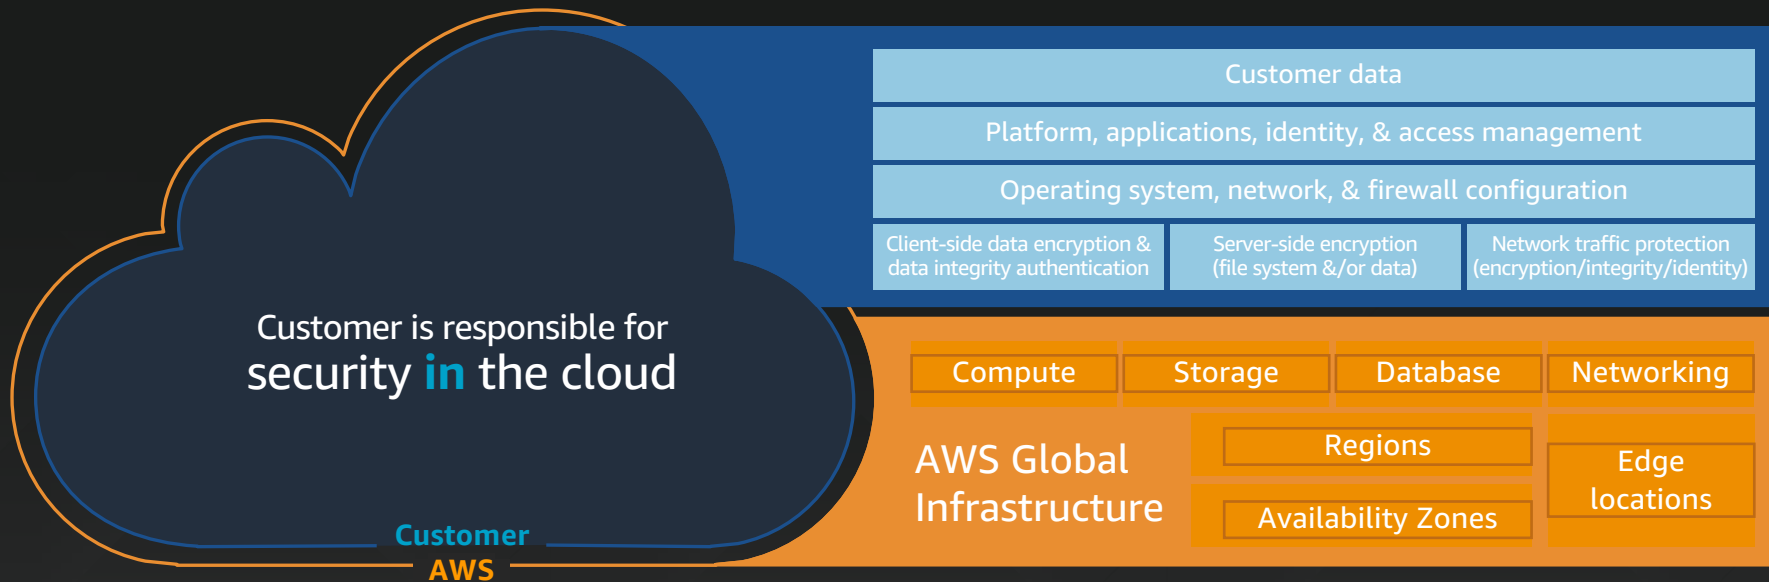 Customer data
Platform, applications, identity, & access management
Operating system, network, & firewall configuration
Client-side data encryption &
data integrity authentication
Server-side encryption
(file system &/or data)
Network traffic protection
(encryption/integrity/identity)
Customer is responsible for
security in the cloud
Compute
Storage
Database
Networking
AWS Global
Infrastructure
Regions
Availability Zones
Edge
locations
Customer
AWS